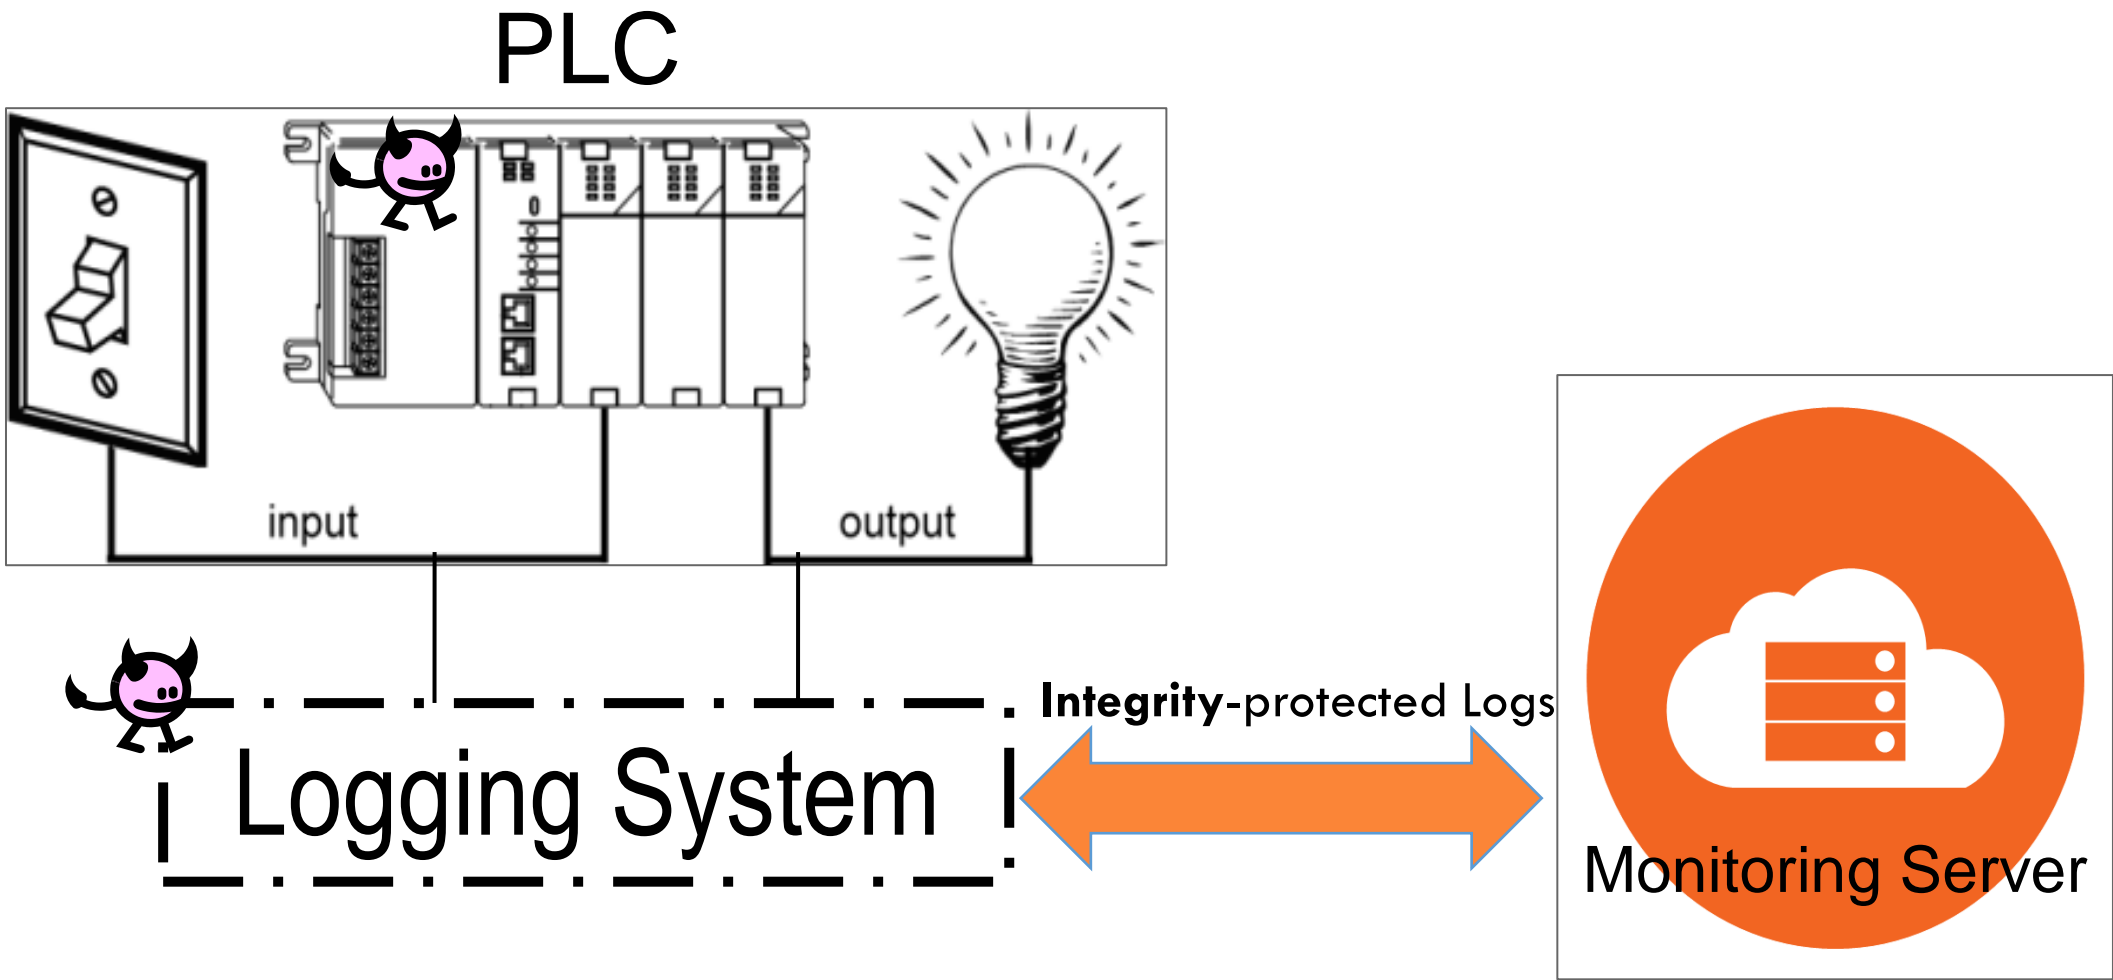 PLC
input
output
Integrity-protected Logs
Logging System
Monitoring Server